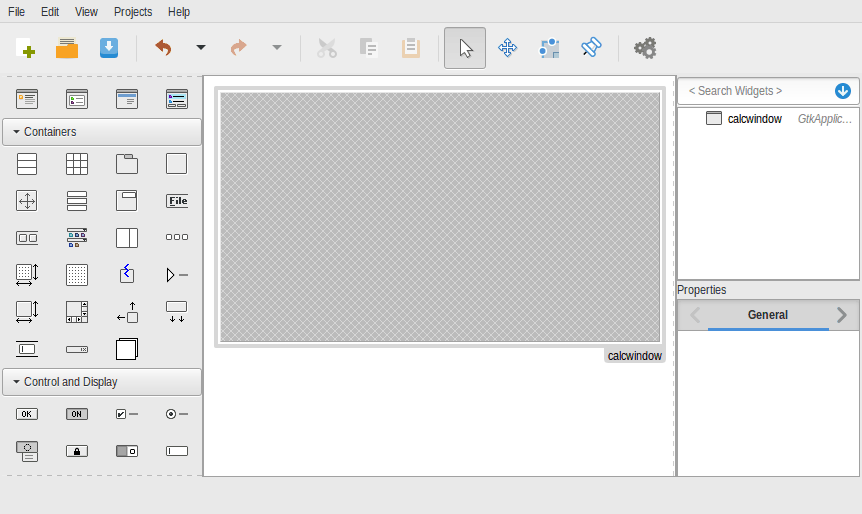 File Edit View Projects Help
< Search Widgets >
calcwindow GtkApplic...
Containers
File
calcwindow
Properties
General
Control and Display
OK ON